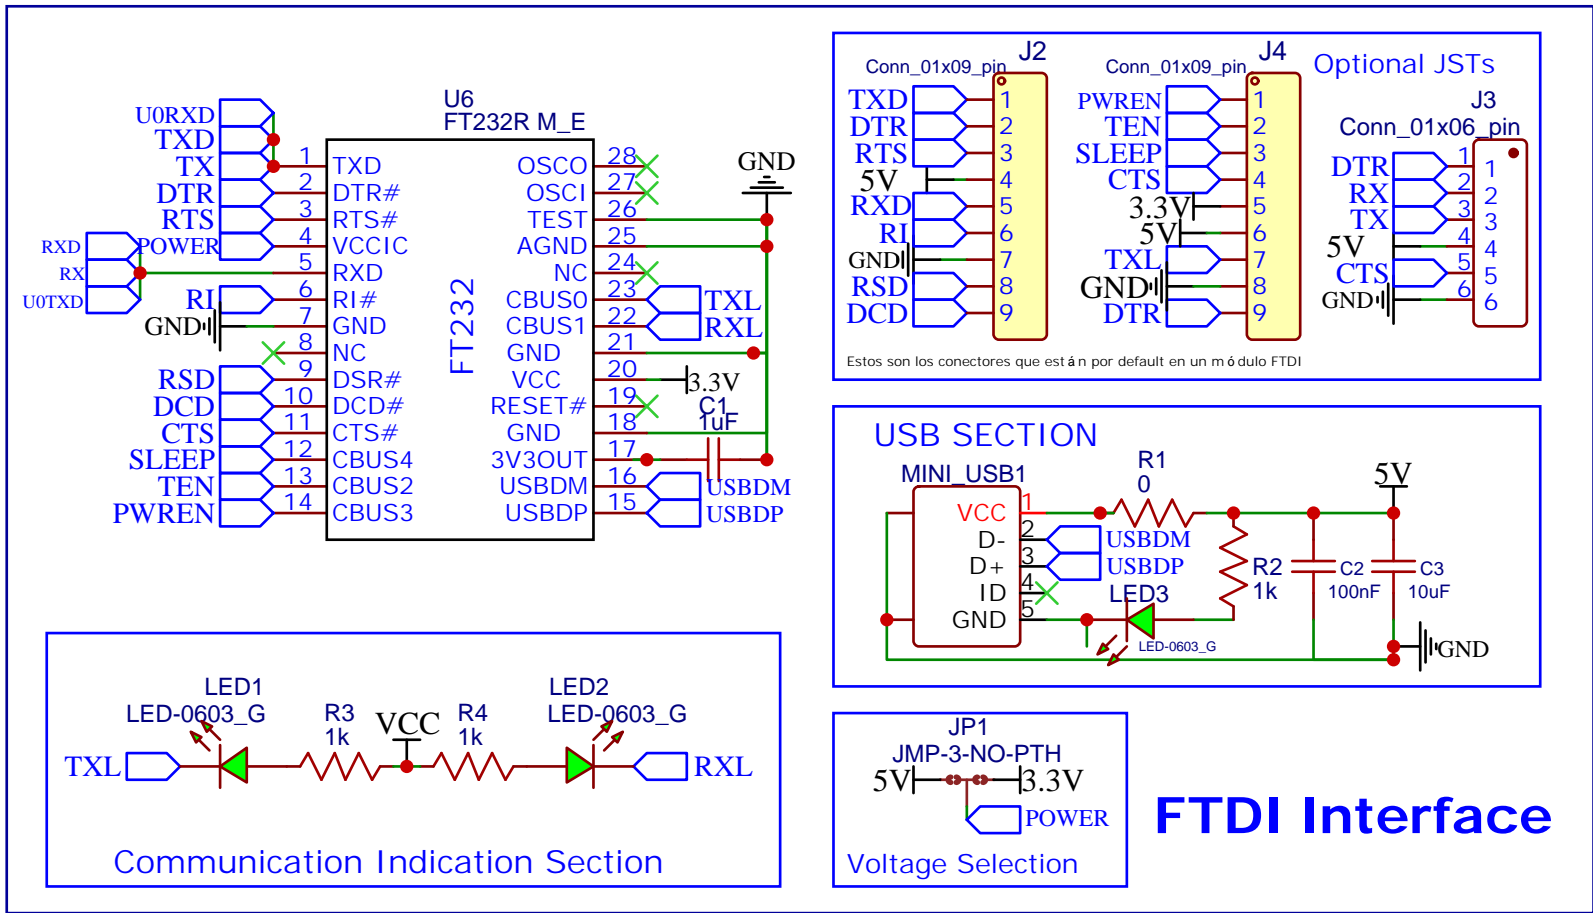 U6
FT232R M_E
U0RXD
TXD
TX
DTR
RTS
POWER
RXD
RX
U0TXD
RI
GND
RSD
DCD
CTS
SLEEP
TEN
PWREN
1 TXD
2 DTR#
3 RTS#
4 VCCIC
5 RXD
6 RI#
7 GND
8 NC
9 DSR#
10 DCD#
11 CTS#
12 CBUS4
13 CBUS2
14 CBUS3
FT232
OSCO 28
OSCI 27
TEST 26
AGND 25
NC 24
CBUS0 23
CBUS1 22
GND 21
VCC 20
RESET# 19
GND 18
3V3OUT 17
USBDM 16
USBDP 15
GND
TXL
RXL
3.3V
C1
1uF
USBDM
USBDP
Optional JSTs
J2
Conn_01x09_pin
TXD 1
DTR 2
RTS 3
5V 4
RXD 5
RI 6
GND 7
RSD 8
DCD 9
J4
Conn_01x09_pin
PWREN 1
TEN 2
SLEEP 3
CTS 4
3.3V 5
5V 6
TXL 7
GND 8
DTR 9
J3
Conn_01x06_pin
DTR 1 1
RX 2 2
TX 3 3
5V 4 4
CTS 5 5
GND 6 6
Estos son los conectores que están por default en un módulo FTDI
USB SECTION
MINI_USB1
VCC 1
D- 2
D+ 3
ID 4
GND 5
USBDM
USBDP
R1
0
5V
R2
1k
C2
100nF
C3
10uF
LED3
LED-0603_G
GND
LED1
LED-0603_G
R3
1k
VCC
R4
1k
LED2
LED-0603_G
TXL
RXL
Communication Indication Section
JP1
JMP-3-NO-PTH
5V
3.3V
POWER
Voltage Selection
FTDI Interface